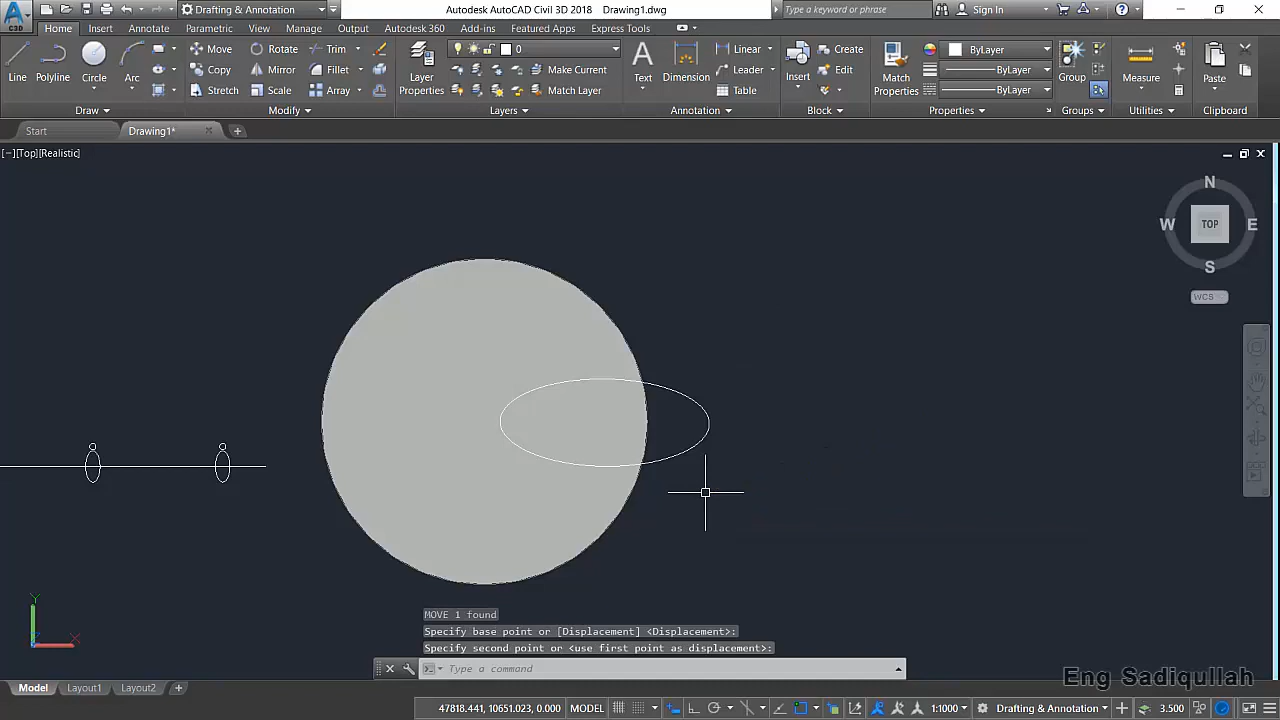 Autodesk AutoCAD Civil 3D 2018 Drawing1.dwg
Drafting & Annotation
Type a keyword or phrase
Sign In
C3D
Home Insert Annotate Parametric View Manage Output Autodesk 360 Add-ins Featured Apps Express Tools
Line Polyline Circle Arc
Move Rotate Trim
Copy Mirror Fillet
Stretch Scale Array
Layer Properties
0
Make Current
Match Layer
Text Dimension
Linear
Leader
Table
Insert
Create
Edit
Match Properties
ByLayer
ByLayer
ByLayer
Group
Measure
Paste
Draw Modify Layers Annotation Block Properties Groups Utilities Clipboard
Start Drawing1*
[−][Top][Realistic]
N
W TOP E
S
WCS
Y
X
MOVE 1 found
Specify base point or [Displacement] <Displacement>:
Specify second point or <use first point as displacement>:
Type a command
Eng Sadiqullah
Model Layout1 Layout2
47818.441, 10651.023, 0.000 MODEL 1:1000 Drafting & Annotation 3.500